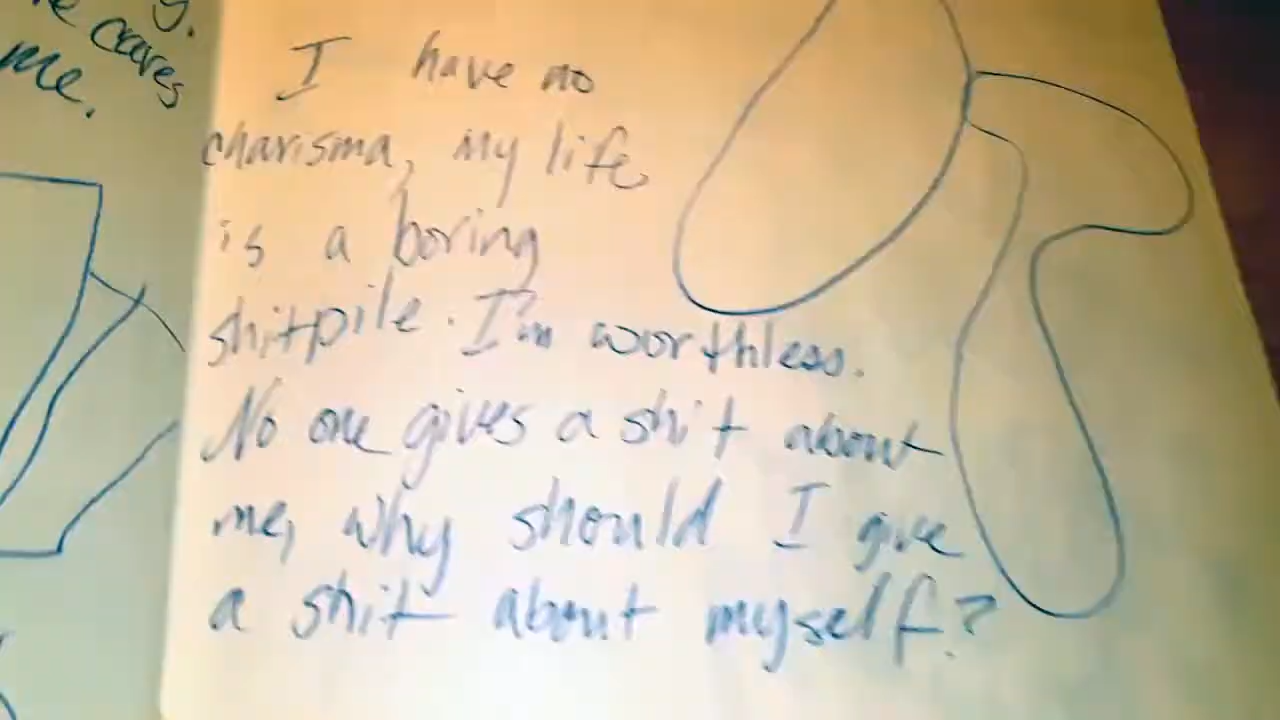 y.
e cares
me.
I have no
charisma, my life
is a boring
shitpile. I'm worthless.
No one gives a shit about
me, why should I give
a shit about myself?